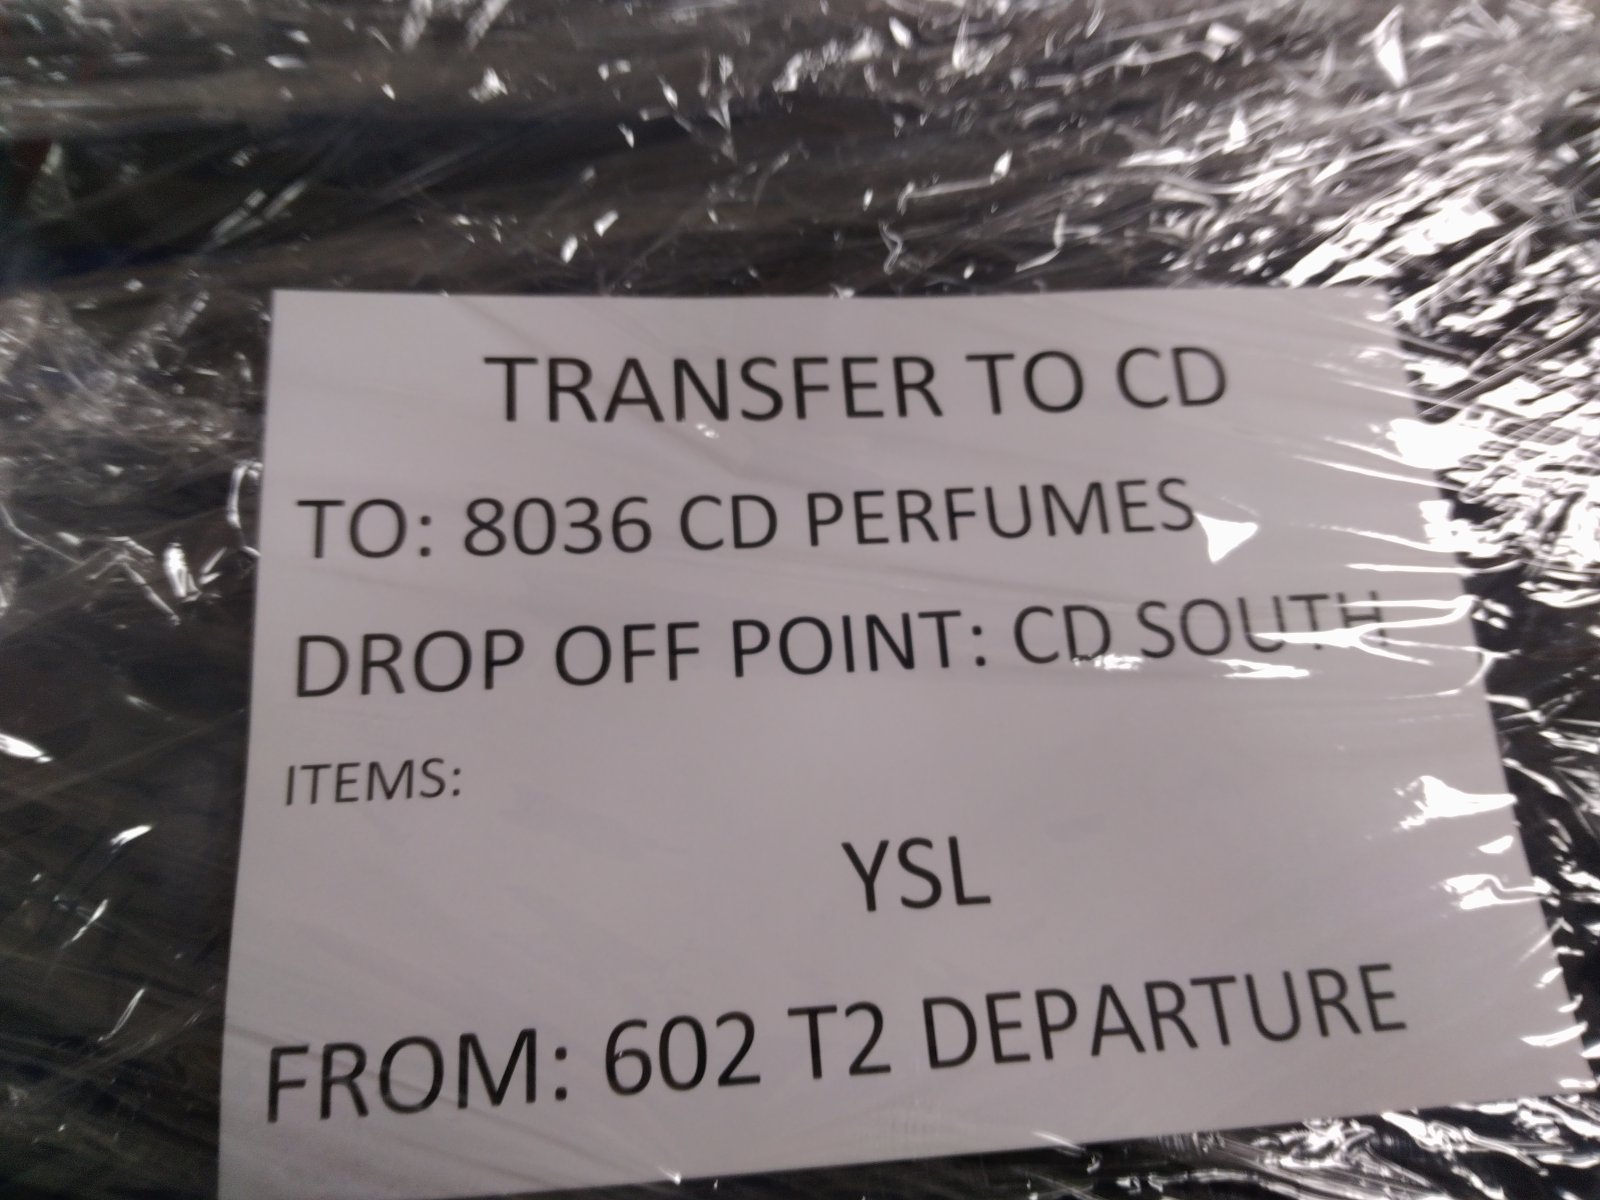 TRANSFER TO CD
TO: 8036 CD PERFUMES
DROP OFF POINT: CD SOUTH
ITEMS:
YSL
FROM: 602 T2 DEPARTURE